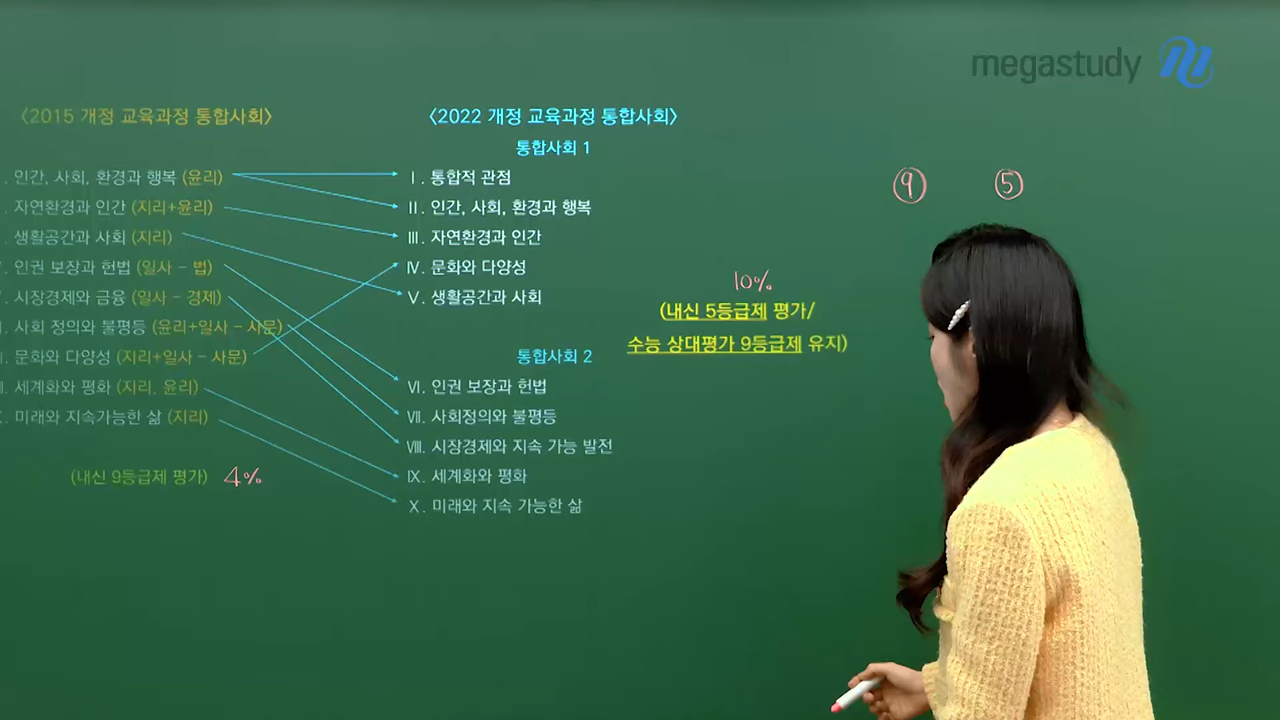 megastudy
<2015 개정 교육과정 통합사회>
. 인간, 사회, 환경과 행복 (윤리)
. 자연환경과 인간 (지리+윤리)
. 생활공간과 사회 (지리)
. 인권 보장과 헌법 (일사 - 법)
. 시장경제와 금융 (일사 - 경제)
. 사회 정의와 불평등 (윤리+일사 - 사문)
. 문화와 다양성 (지리+일사 - 사문)
. 세계화와 평화 (지리, 윤리)
. 미래와 지속가능한 삶 (지리)
(내신 9등급제 평가) 4%
<2022 개정 교육과정 통합사회>
통합사회 1
Ⅰ. 통합적 관점
Ⅱ. 인간, 사회, 환경과 행복
Ⅲ. 자연환경과 인간
Ⅳ. 문화와 다양성
Ⅴ. 생활공간과 사회
통합사회 2
Ⅵ. 인권 보장과 헌법
Ⅶ. 사회정의와 불평등
Ⅷ. 시장경제와 지속 가능 발전
Ⅸ. 세계화와 평화
Ⅹ. 미래와 지속 가능한 삶
10%
(내신 5등급제 평가/
수능 상대평가 9등급제 유지)
⑨ ⑤